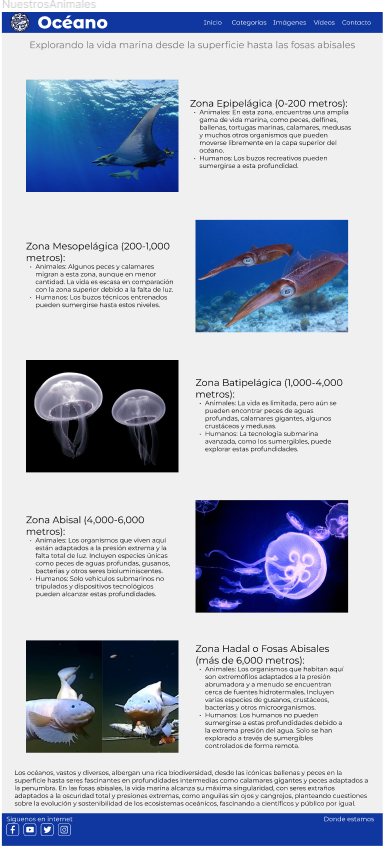 NuestrosAnimales
Océano
Inicio Categorías Imágenes Vídeos Contacto
Explorando la vida marina desde la superficie hasta las fosas abisales
Zona Epipelágica (0-200 metros):
• Animales: En esta zona, encuentras una amplia
gama de vida marina, como peces, delfines,
ballenas, tortugas marinas, calamares, medusas
y muchos otros organismos que pueden
moverse libremente en la capa superior del
océano.
• Humanos: Los buzos recreativos pueden
sumergirse a esta profundidad.
Zona Mesopelágica (200-1,000
metros):
• Animales: Algunos peces y calamares
migran a esta zona, aunque en menor
cantidad. La vida es escasa en comparación
con la zona superior debido a la falta de luz.
• Humanos: Los buzos técnicos entrenados
pueden sumergirse hasta estos niveles.
Zona Batipelágica (1,000-4,000
metros):
• Animales: La vida es limitada, pero aún se
pueden encontrar peces de aguas
profundas, calamares gigantes, algunos
crustáceos y medusas.
• Humanos: La tecnología submarina
avanzada, como los sumergibles, puede
explorar estas profundidades.
Zona Abisal (4,000-6,000
metros):
• Animales: Los organismos que viven aquí
están adaptados a la presión extrema y la
falta total de luz. Incluyen especies únicas
como peces de aguas profundas, gusanos,
bacterias y otros seres bioluminiscentes.
• Humanos: Solo vehículos submarinos no
tripulados y dispositivos tecnológicos
pueden alcanzar estas profundidades.
Zona Hadal o Fosas Abisales
(más de 6,000 metros):
• Animales: Los organismos que habitan aquí
son extremófilos adaptados a la presión
abrumadora y a menudo se encuentran
cerca de fuentes hidrotermales. Incluyen
varias especies de gusanos, crustáceos,
bacterias y otros microorganismos.
• Humanos: Los humanos no pueden
sumergirse a estas profundidades debido a
la extrema presión del agua. Solo se han
explorado a través de sumergibles
controlados de forma remota.
Los océanos, vastos y diversos, albergan una rica biodiversidad, desde las icónicas ballenas y peces en la
superficie hasta seres fascinantes en profundidades intermedias como calamares gigantes y peces adaptados a
la penumbra. En las fosas abisales, la vida marina alcanza su máxima singularidad, con seres extraños
adaptados a la oscuridad total y presiones extremas, como anguilas sin ojos y cangrejos, planteando cuestiones
sobre la evolución y sostenibilidad de los ecosistemas oceánicos, fascinando a científicos y público por igual.
Siguenos en internet Donde estamos